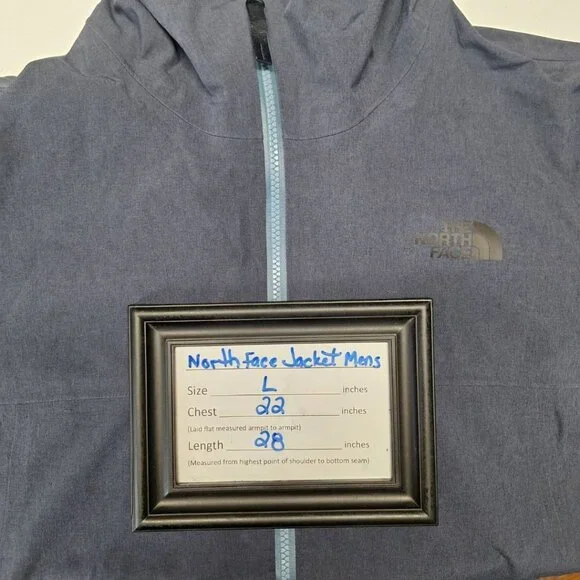 THE
NORTH
FACE
North Face Jacket Mens
Size L inches
Chest 22 inches
(Laid flat measured armpit to armpit)
Length 28 inches
(Measured from highest point of shoulder to bottom seam)